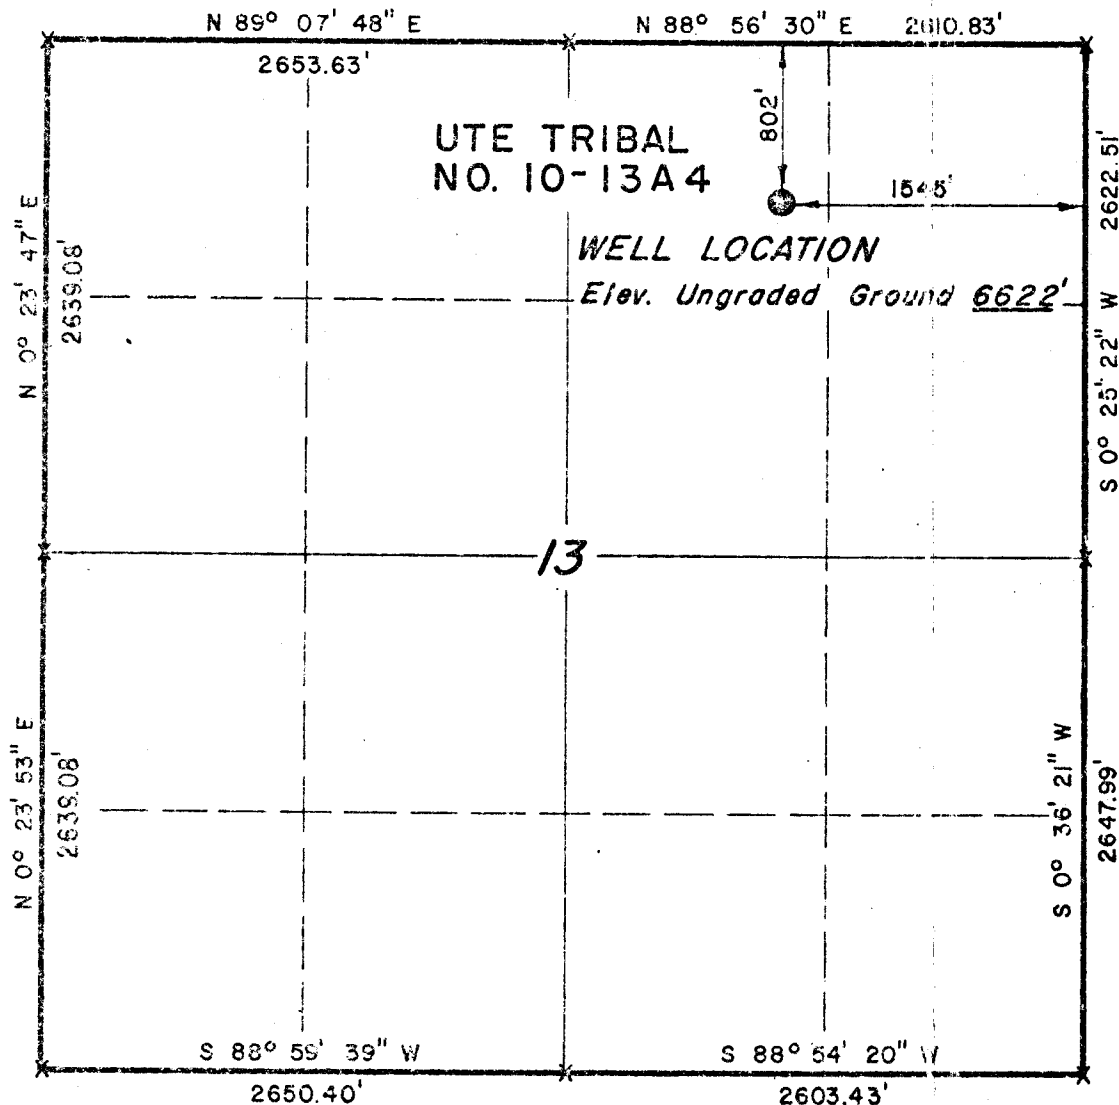 N 89° 07' 48" E
N 88° 56' 30" E 2610.83'
2653.63'
802'
UTE TRIBAL
NO. 10-13A4
1545'
2622.51'
S 0° 25' 22" W
WELL LOCATION
Elev. Ungraded Ground 6622'
N 0° 23' 47" E
2639.08'
13
N 0° 23' 53" E
2639.08'
S 0° 36' 21" W
2647.99'
S 88° 59' 39" W
S 88° 54' 20" W
2650.40'
2603.43'